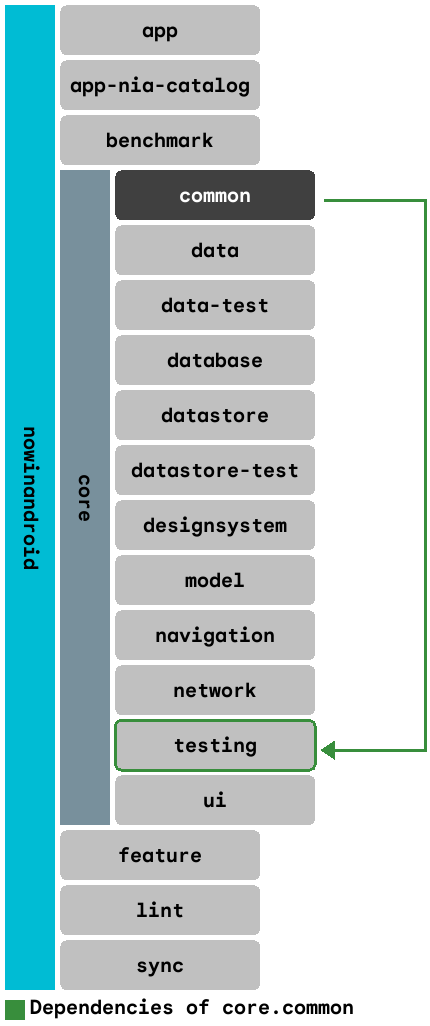 nowinandroid
app
app-nia-catalog
benchmark
core
common
data
data-test
database
datastore
datastore-test
designsystem
model
navigation
network
testing
ui
feature
lint
sync
Dependencies of core.common